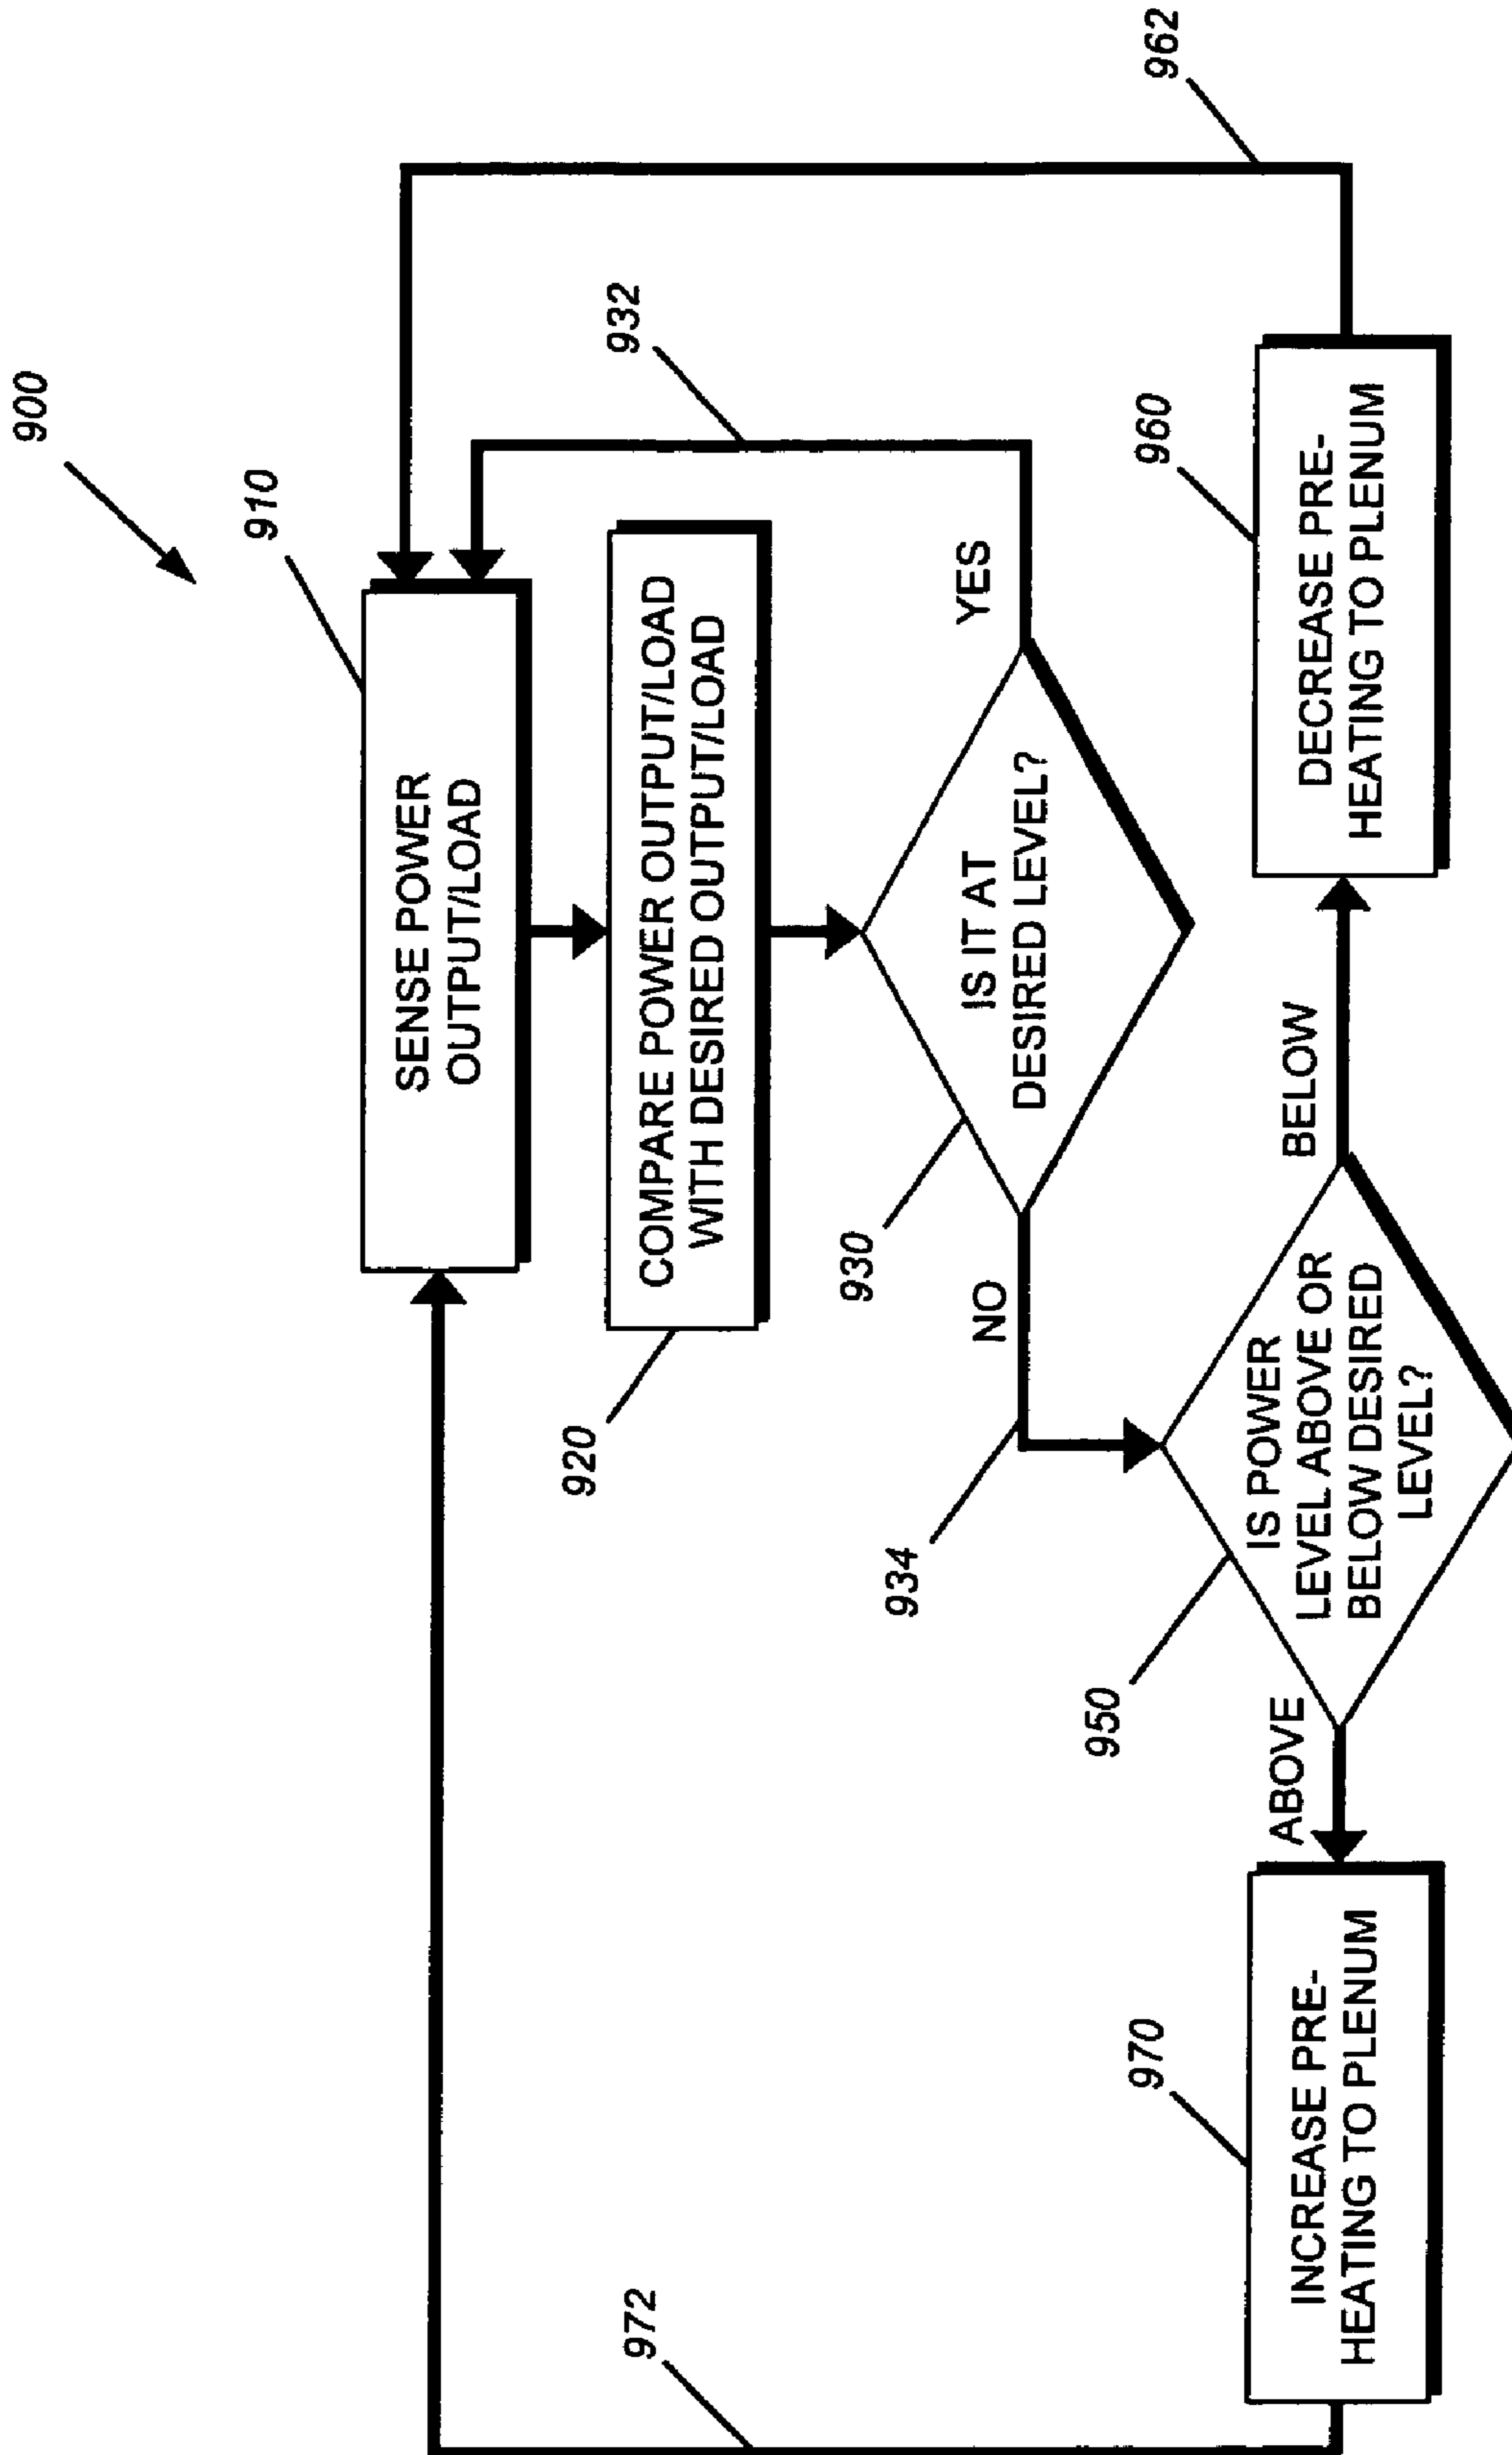 900
910
SENSE POWER
OUTPUT/LOAD
920
COMPARE POWER OUTPUT/LOAD
WITH DESIRED OUTPUT/LOAD
930
IS IT AT
DESIRED LEVEL?
YES
932
NO
934
950
IS POWER
LEVEL ABOVE OR
BELOW DESIRED
LEVEL?
ABOVE
BELOW
970
INCREASE PRE-
HEATING TO PLENUM
972
960
DECREASE PRE-
HEATING TO PLENUM
962